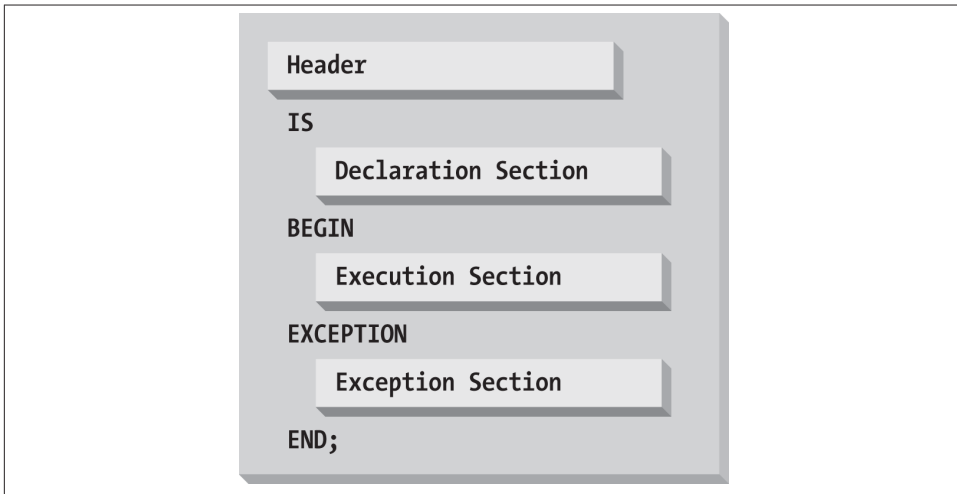 Header
IS
Declaration Section
BEGIN
Execution Section
EXCEPTION
Exception Section
END;